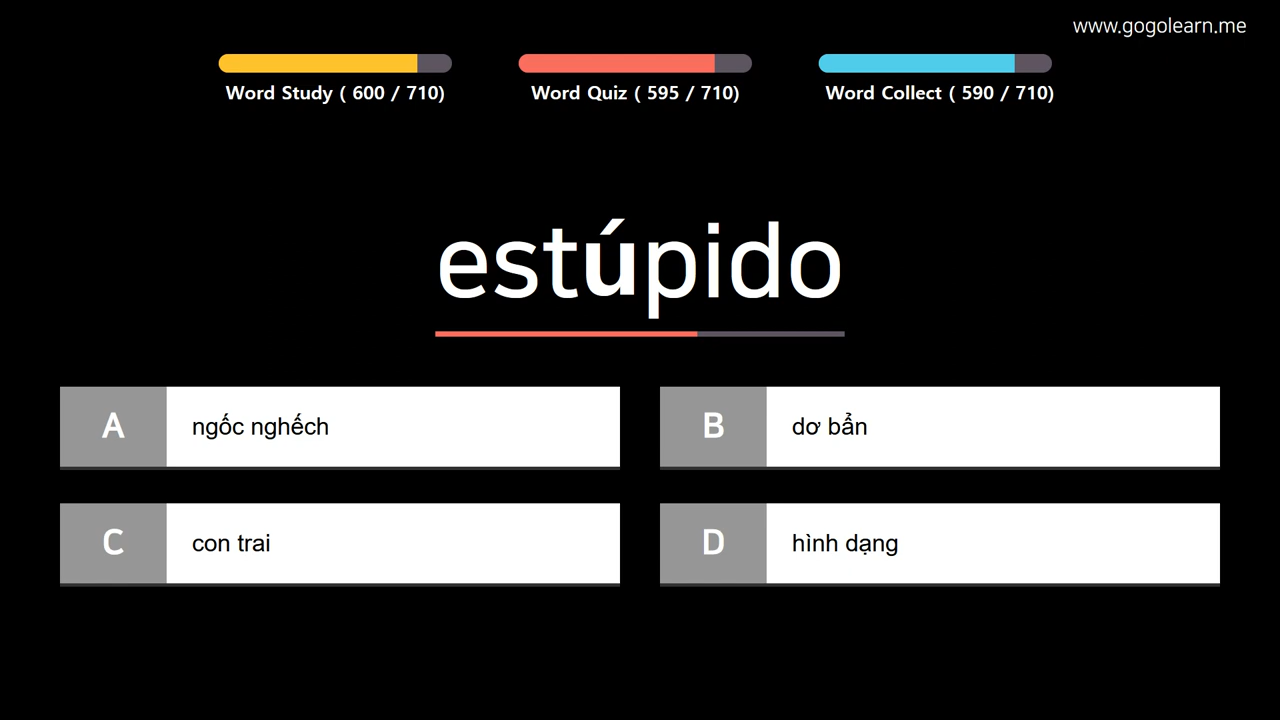 www.gogolearn.me
Word Study ( 600 / 710)
Word Quiz ( 595 / 710)
Word Collect ( 590 / 710)
estúpido
A ngốc nghếch
B dơ bẩn
C con trai
D hình dạng